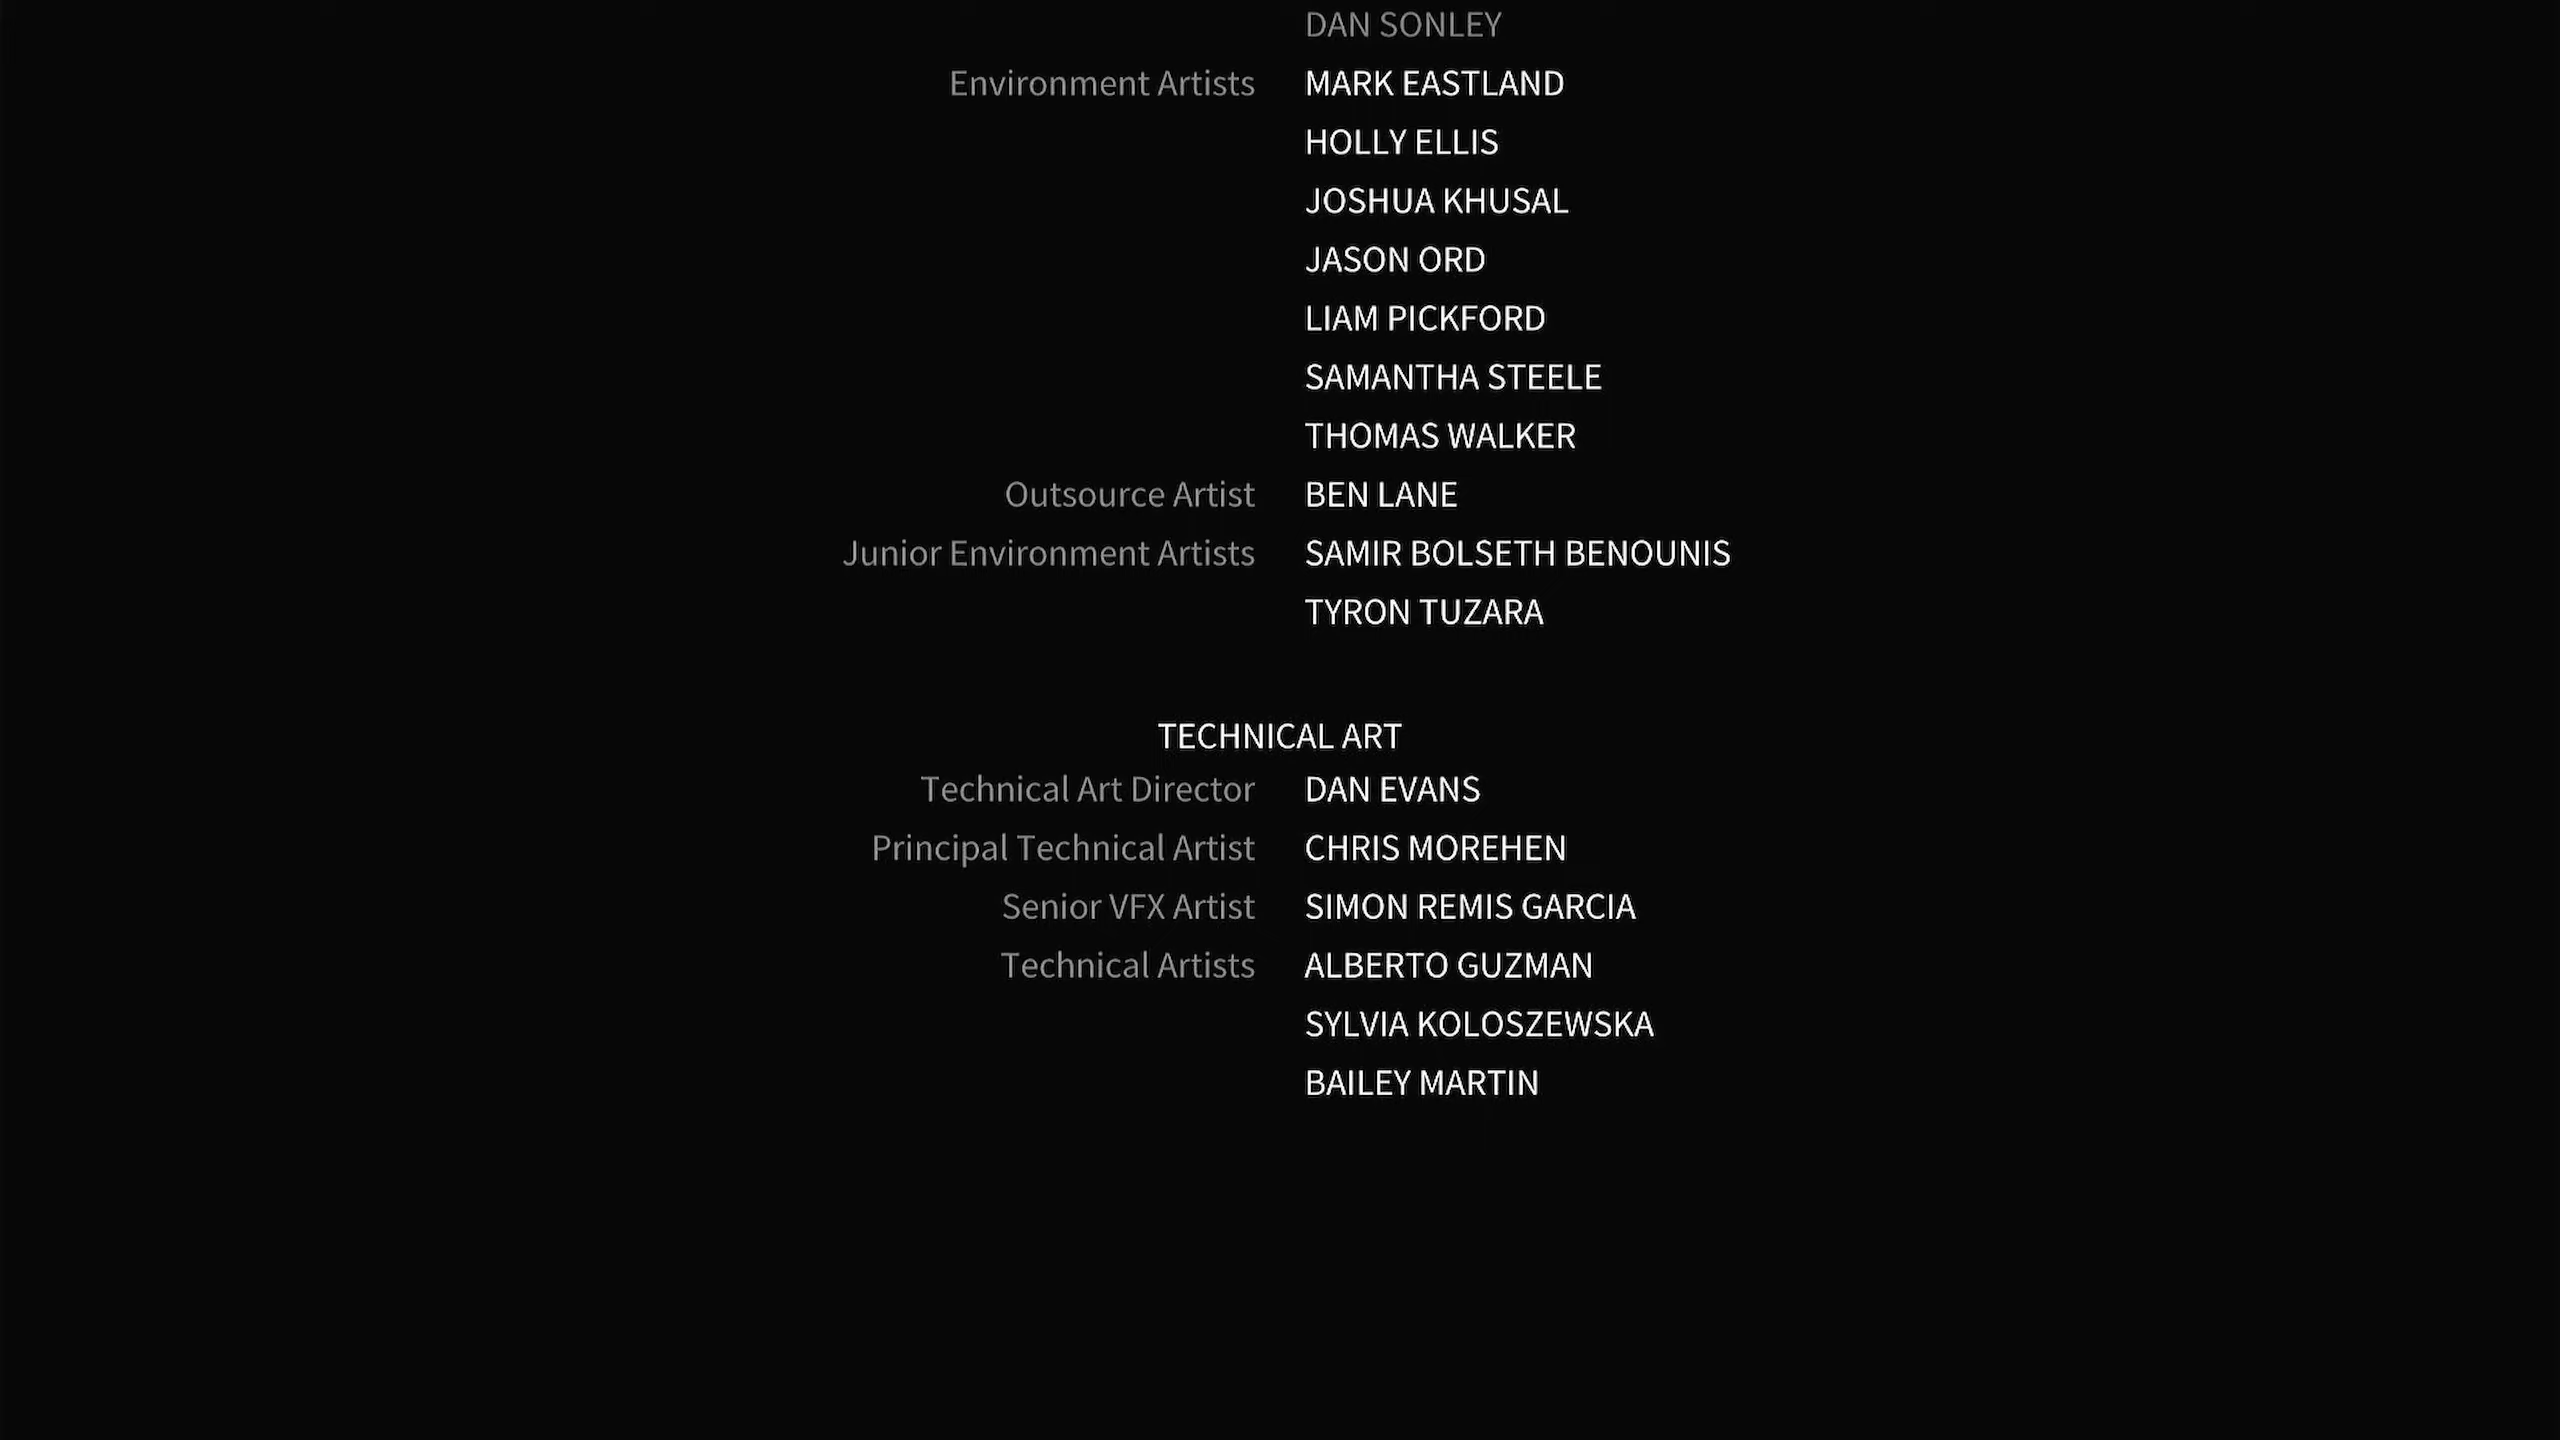 DAN SONLEY
Environment Artists MARK EASTLAND
HOLLY ELLIS
JOSHUA KHUSAL
JASON ORD
LIAM PICKFORD
SAMANTHA STEELE
THOMAS WALKER
Outsource Artist BEN LANE
Junior Environment Artists SAMIR BOLSETH BENOUNIS
TYRON TUZARA
TECHNICAL ART
Technical Art Director DAN EVANS
Principal Technical Artist CHRIS MOREHEN
Senior VFX Artist SIMON REMIS GARCIA
Technical Artists ALBERTO GUZMAN
SYLVIA KOLOSZEWSKA
BAILEY MARTIN